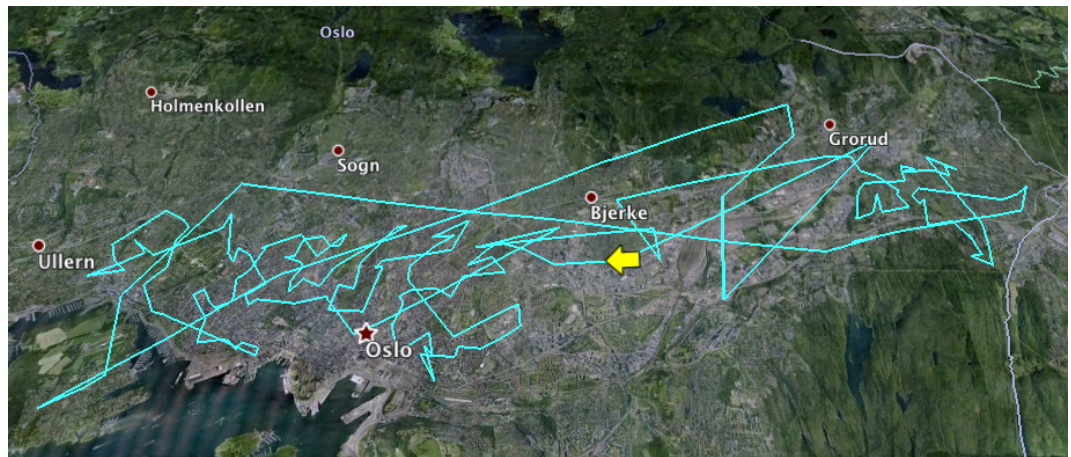 Oslo
Holmenkollen
Grorud
Sogn
Bjerke
Ullern
Oslo